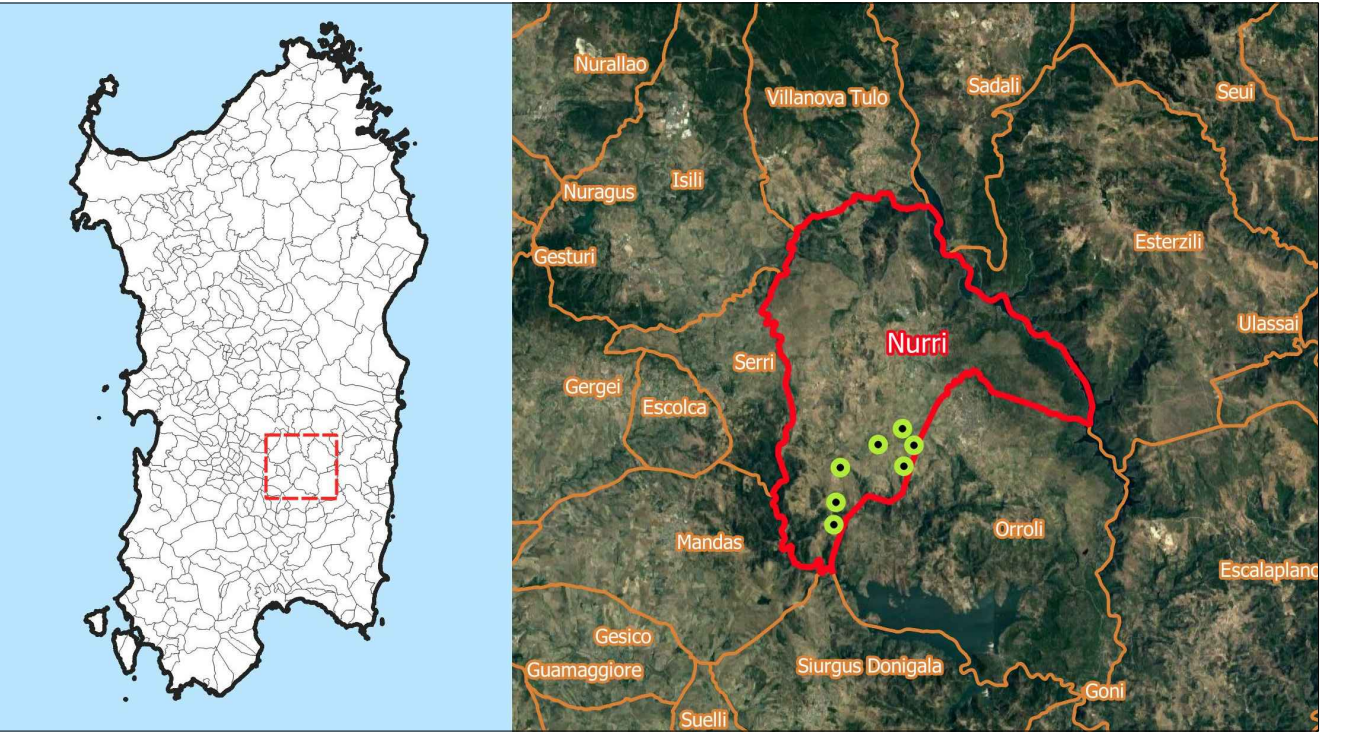 Nurallao
Villanova Tulo
Sadali
Seui
Isili
Nuragus
Esterzili
Gesturi
Ulassai
Nurri
Serri
Gergei
Escolca
Orroli
Mandas
Escalaplano
Gesico
Guamaggiore
Siurgus Donigala
Goni
Suelli